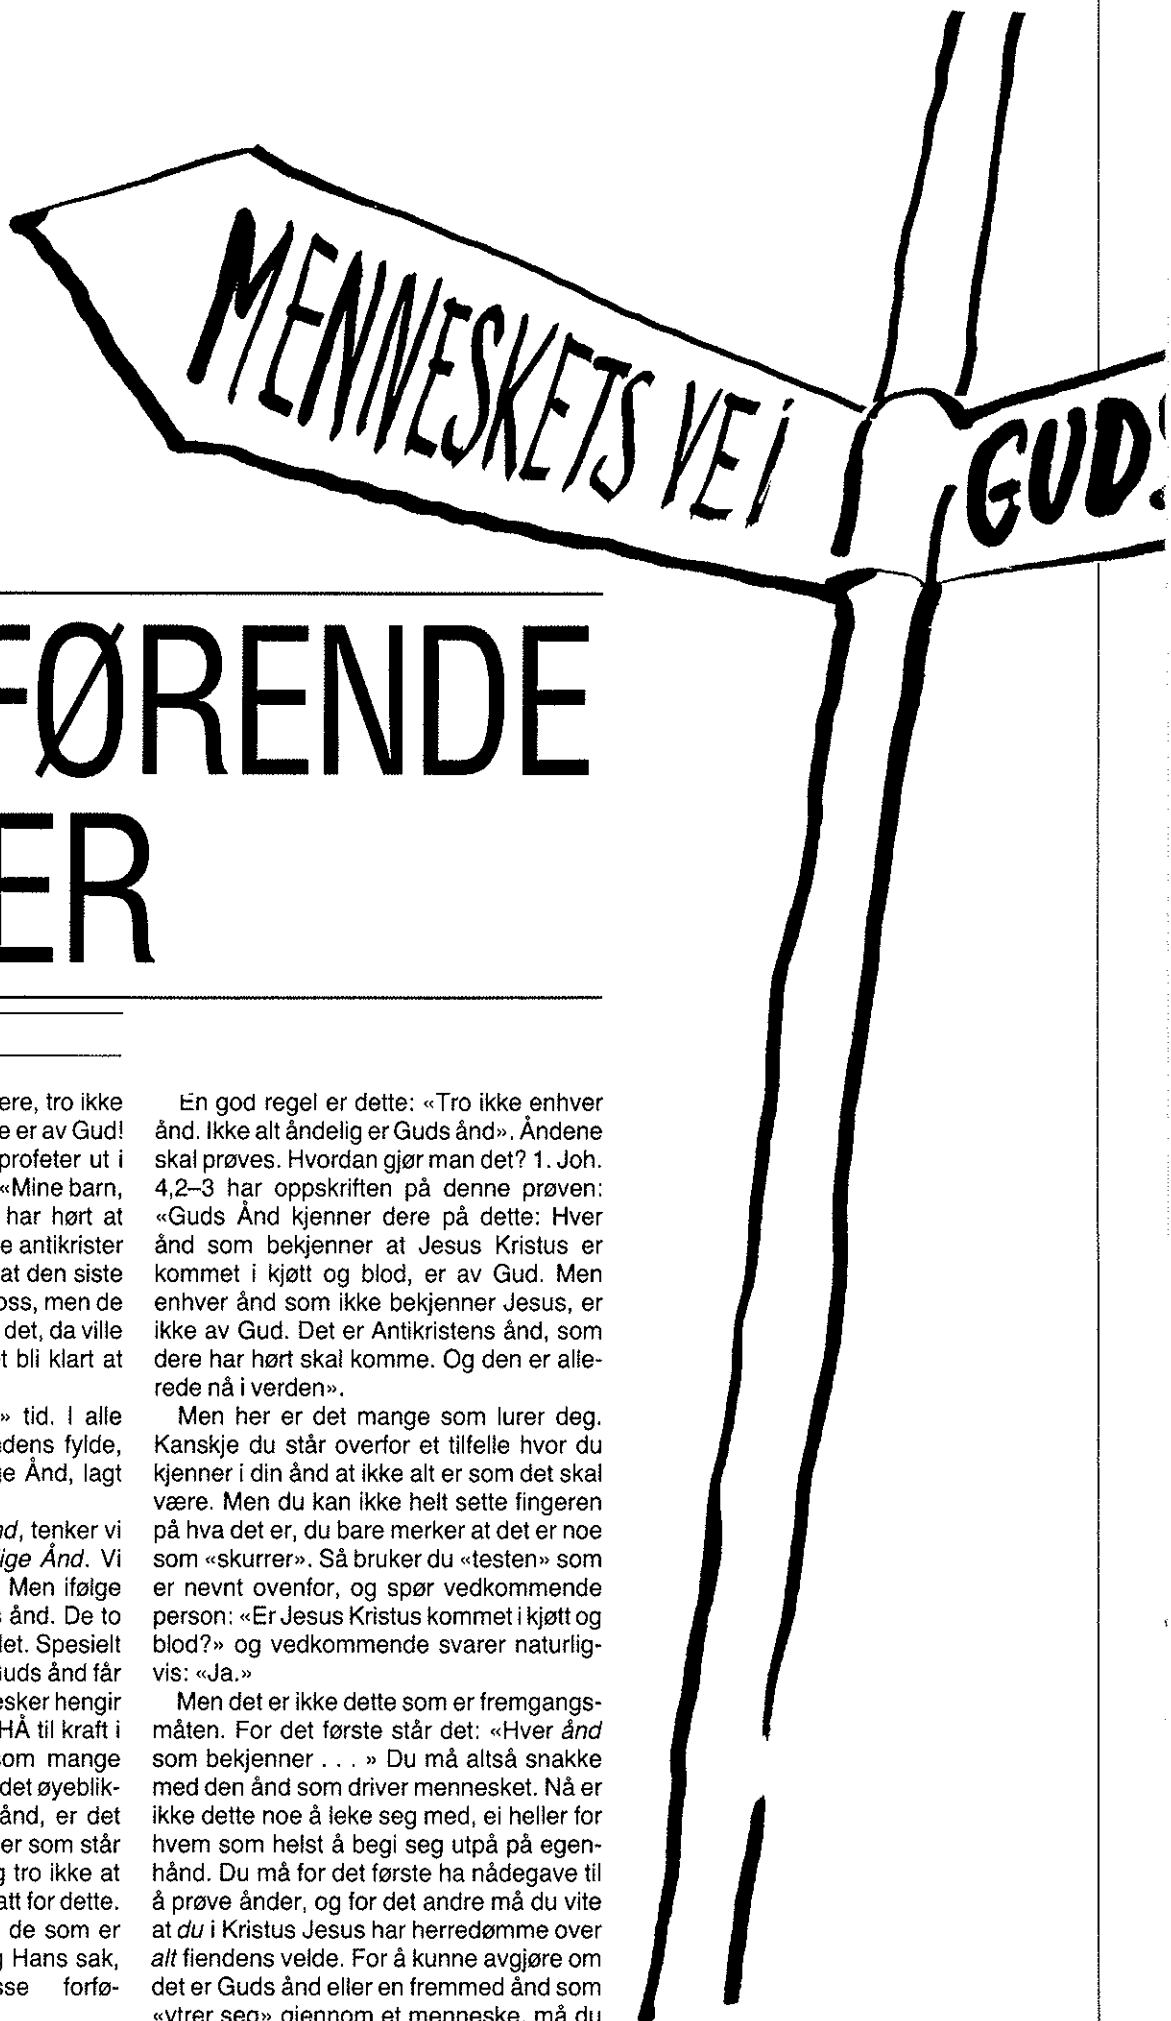 MENNESKETS VEI
GUDS
FØRENDE
ER
ere, tro ikke
e er av Gud!
profeter ut i
«Mine barn,
har hørt at
e antikrister
at den siste
oss, men de
det, da ville
t bli klart at
» tid. I alle
dens fylde,
e Ånd, lagt
nd, tenker vi
ige Ånd. Vi
Men ifølge
s ånd. De to
let. Spesielt
Guds ånd får
esker hengir
HÅ til kraft i
som mange
det øyeblik-
ånd, er det
er som står
g tro ikke at
att for dette.
de som er
g Hans sak,
sse forfø-
En god regel er dette: «Tro ikke enhver
ånd. Ikke alt åndelig er Guds ånd». Åndene
skal prøves. Hvordan gjør man det? 1. Joh.
4,2–3 har oppskriften på denne prøven:
«Guds Ånd kjenner dere på dette: Hver
ånd som bekjenner at Jesus Kristus er
kommet i kjøtt og blod, er av Gud. Men
enhver ånd som ikke bekjenner Jesus, er
ikke av Gud. Det er Antikristens ånd, som
dere har hørt skal komme. Og den er alle-
rede nå i verden».
Men her er det mange som lurer deg.
Kanskje du står overfor et tilfelle hvor du
kjenner i din ånd at ikke alt er som det skal
være. Men du kan ikke helt sette fingeren
på hva det er, du bare merker at det er noe
som «skurrer». Så bruker du «testen» som
er nevnt ovenfor, og spør vedkommende
person: «Er Jesus Kristus kommet i kjøtt og
blod?» og vedkommende svarer naturlig-
vis: «Ja.»
Men det er ikke dette som er fremgangs-
måten. For det første står det: «Hver ånd
som bekjenner . . . » Du må altså snakke
med den ånd som driver mennesket. Nå er
ikke dette noe å leke seg med, ei heller for
hvem som helst å begi seg utpå på egen-
hånd. Du må for det første ha nådegave til
å prøve ånder, og for det andre må du vite
at du i Kristus Jesus har herredømme over
alt fiendens velde. For å kunne avgjøre om
det er Guds ånd eller en fremmed ånd som
«ytrer seg» gjennom et menneske, må du